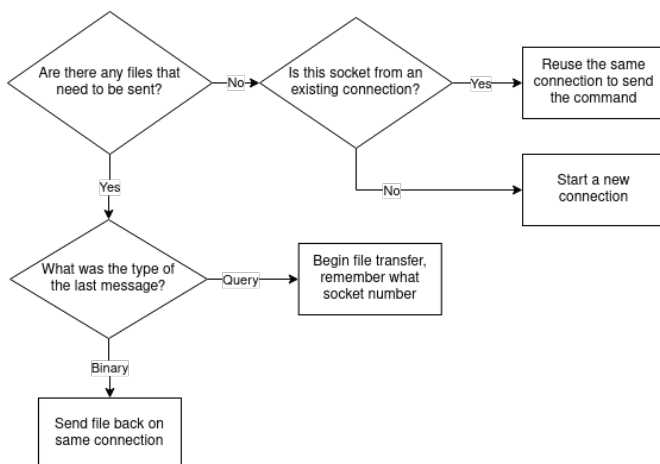 Are there any files that
need to be sent?
No
Is this socket from an
existing connection?
Yes
Reuse the same
connection to send
the command
No
Start a new
connection
Yes
What was the type of
the last message?
Query
Begin file transfer,
remember what
socket number
Binary
Send file back on
same connection